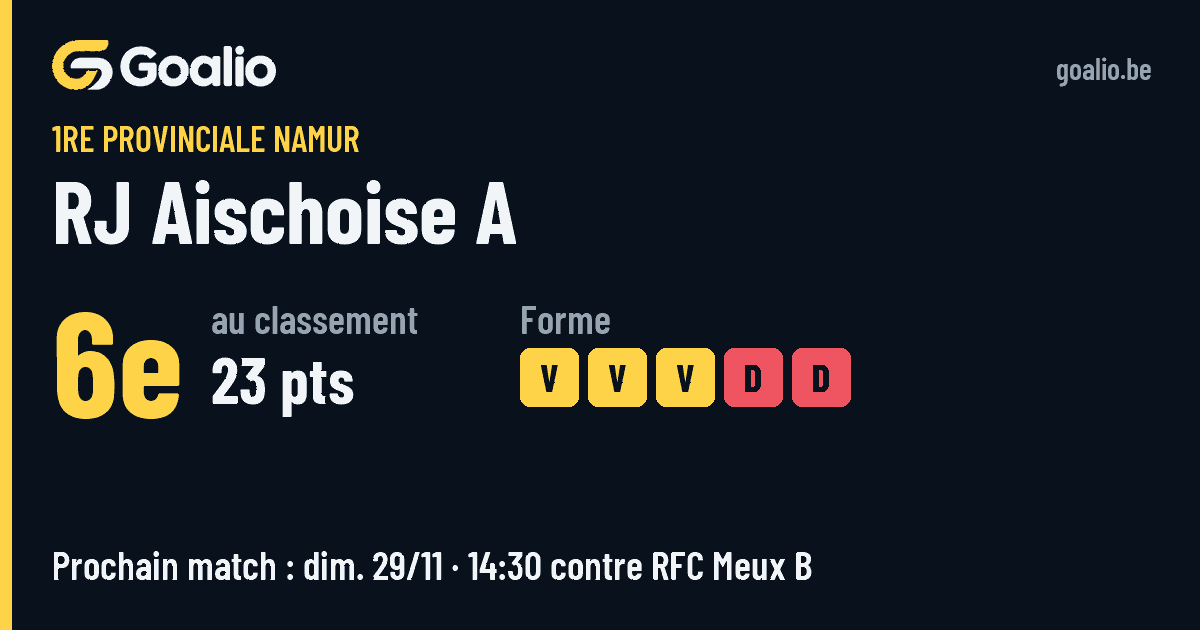 Goalio
goalio.be
1RE PROVINCIALE NAMUR
RJ Aischoise A
6e
au classement
23 pts
Forme
V V V D D
Prochain match : dim. 29/11 · 14:30 contre RFC Meux B